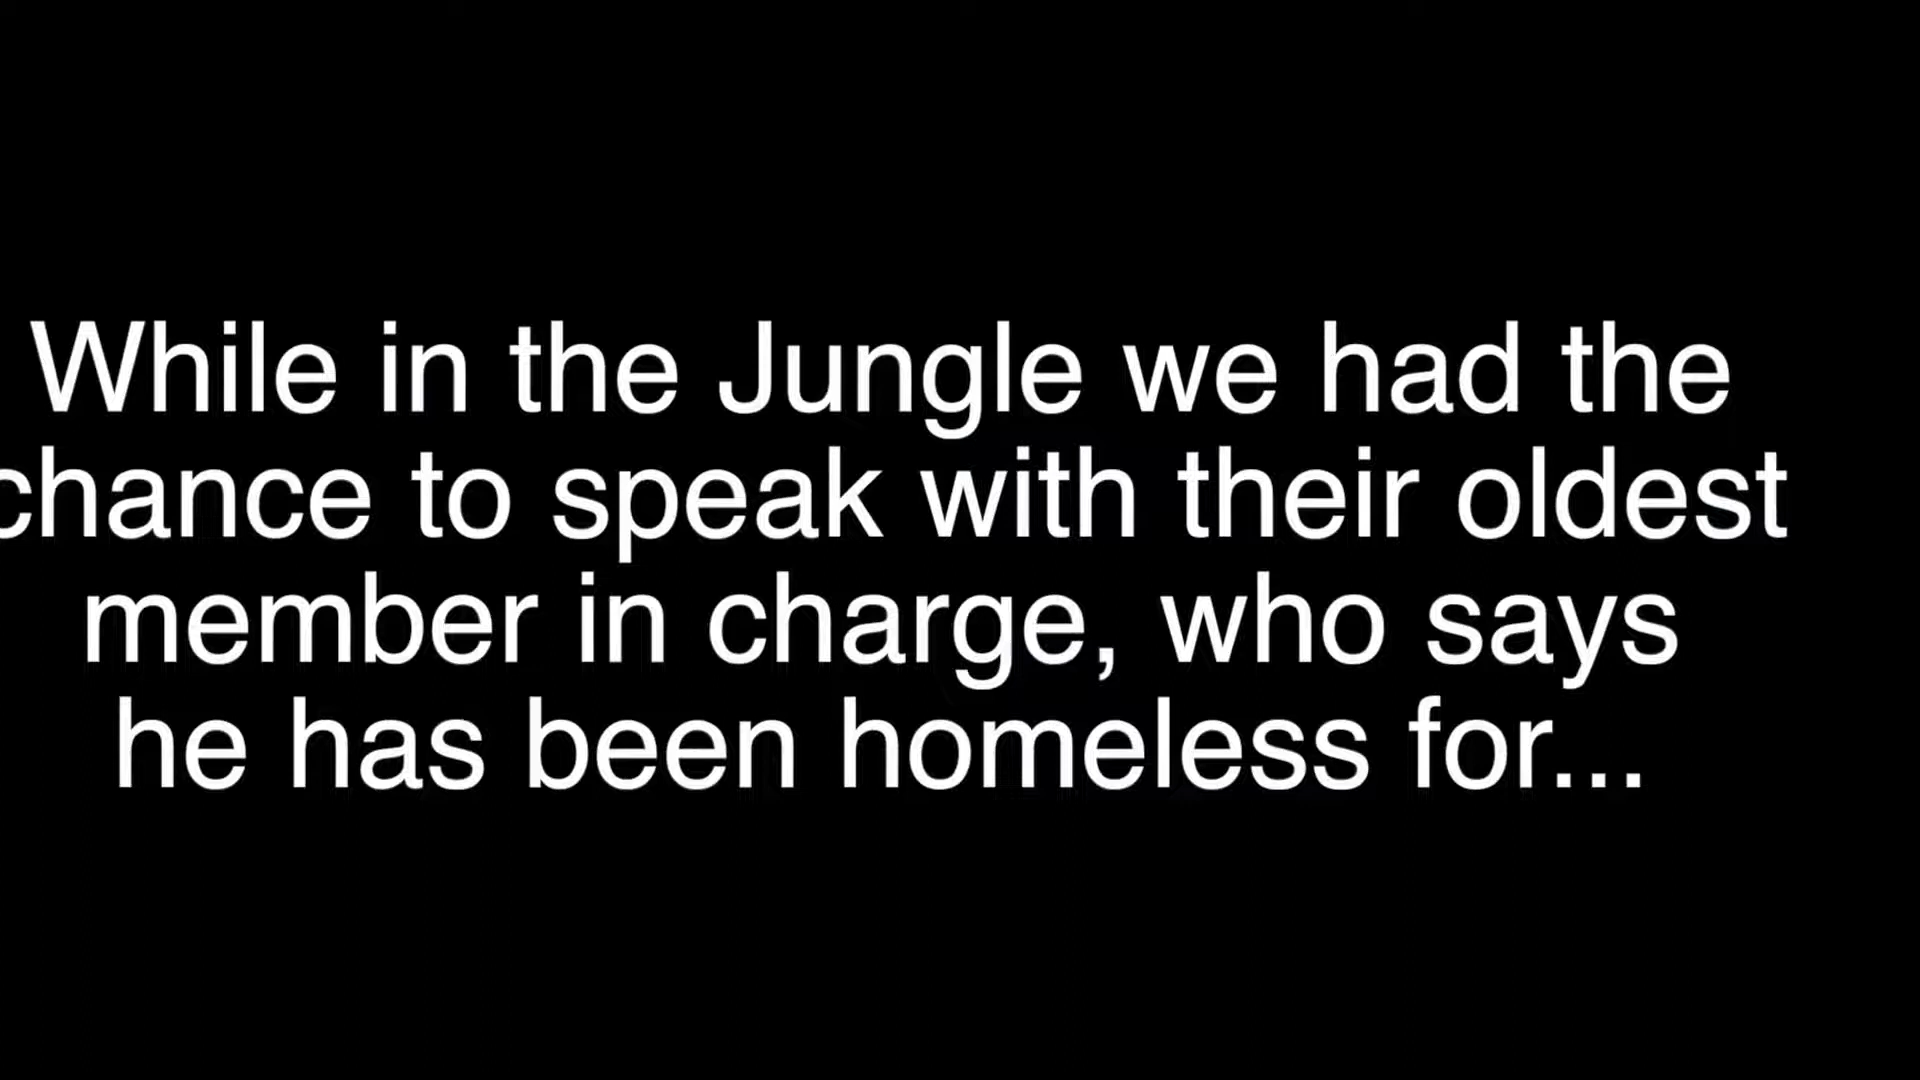 While in the Jungle we had the
chance to speak with their oldest
member in charge, who says
he has been homeless for...